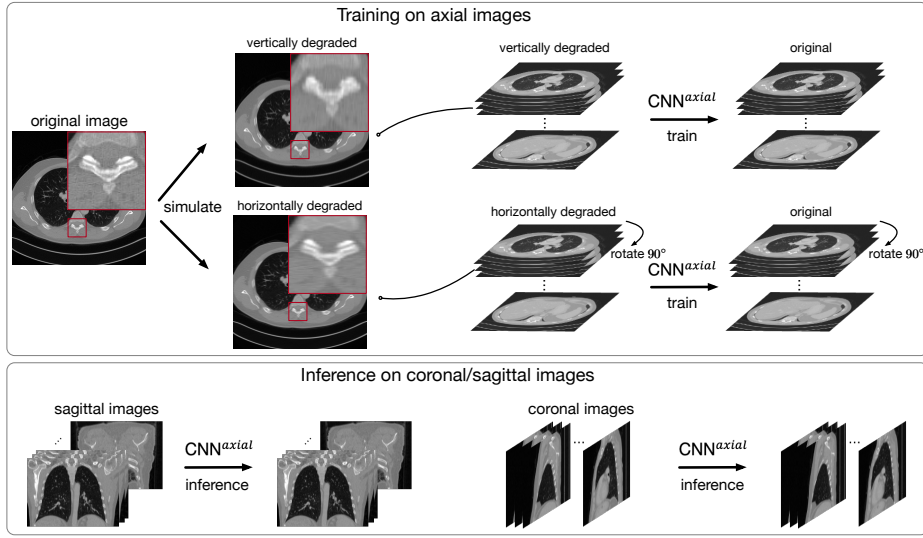 Training on axial images
original image
simulate
vertically degraded
horizontally degraded
vertically degraded
...
CNN^axial
train
original
...
horizontally degraded
rotate 90°
...
CNN^axial
train
original
rotate 90°
...
Inference on coronal/sagittal images
sagittal images
...
CNN^axial
inference
...
coronal images
...
CNN^axial
inference
...